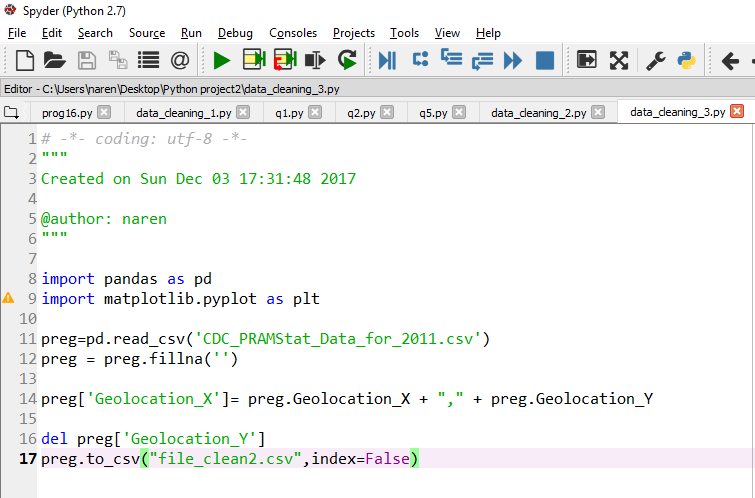 Spyder (Python 2.7)
File Edit Search Source Run Debug Consoles Projects Tools View Help
Editor - C:\Users\naren\Desktop\Python project2\data_cleaning_3.py
prog16.py data_cleaning_1.py q1.py q2.py q5.py data_cleaning_2.py data_cleaning_3.py
1 # -*- coding: utf-8 -*-
2 """
3 Created on Sun Dec 03 17:31:48 2017
4
5 @author: naren
6 """
7
8 import pandas as pd
9 import matplotlib.pyplot as plt
10
11 preg=pd.read_csv('CDC_PRAMStat_Data_for_2011.csv')
12 preg = preg.fillna('')
13
14 preg['Geolocation_X']= preg.Geolocation_X + "," + preg.Geolocation_Y
15
16 del preg['Geolocation_Y']
17 preg.to_csv("file_clean2.csv",index=False)